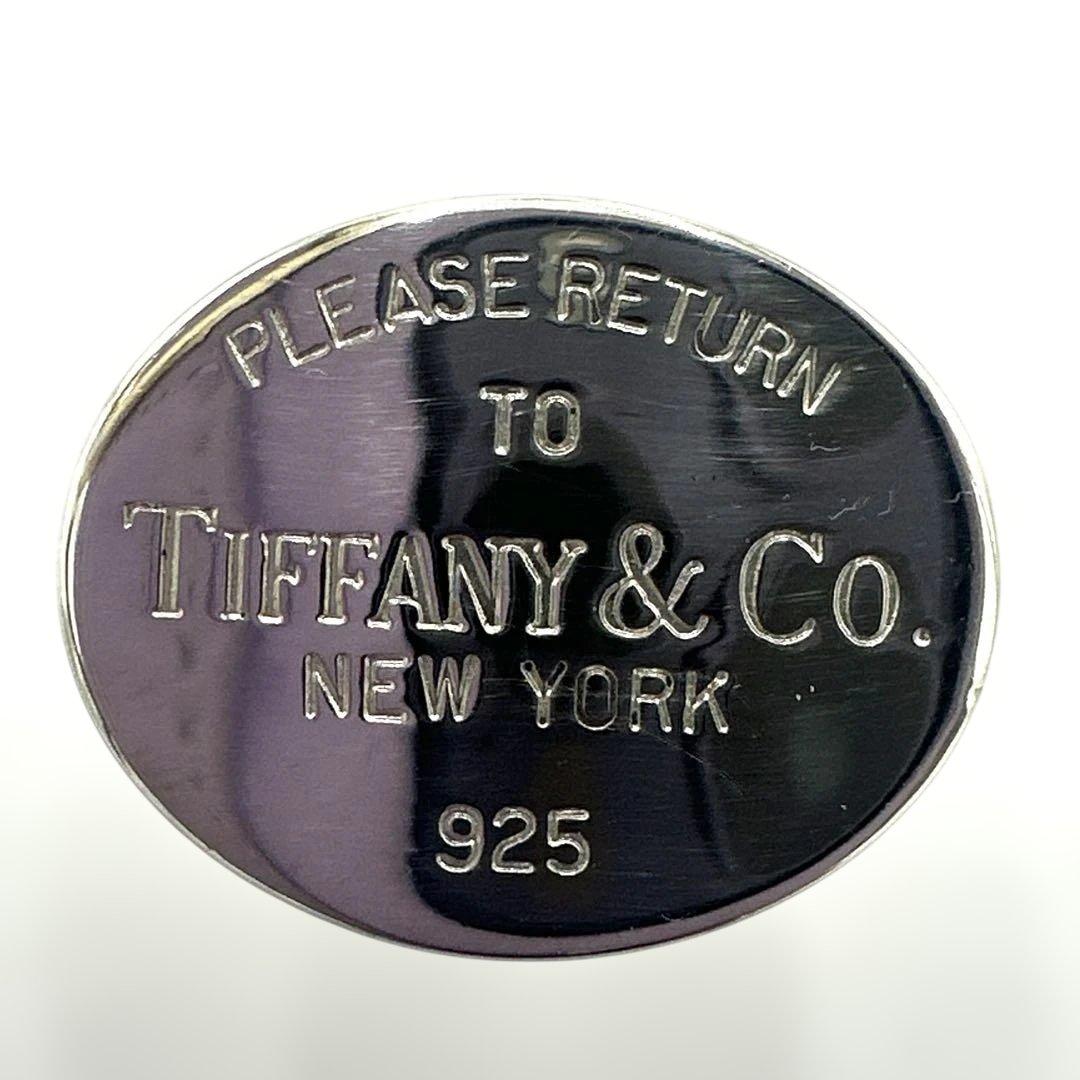 PLEASE RETURN
TO
TIFFANY & CO.
NEW YORK
925